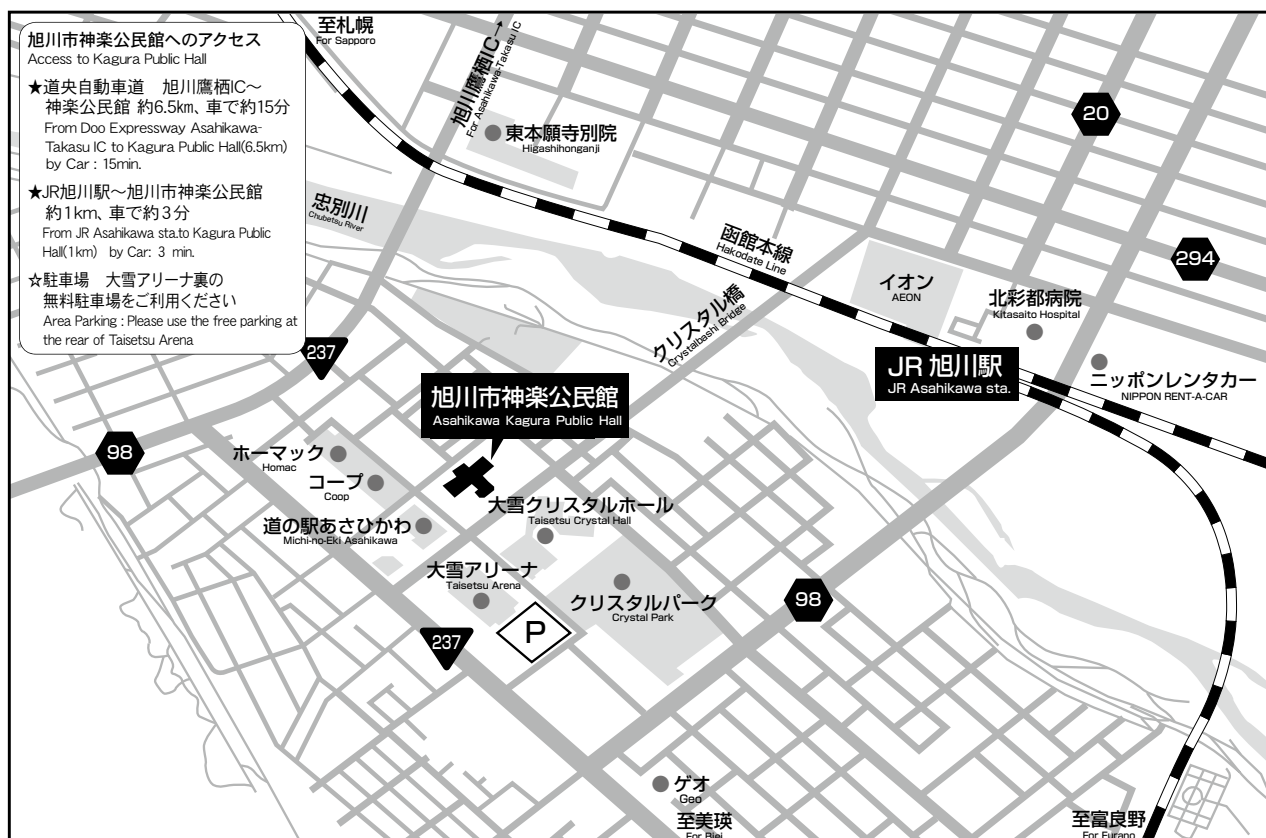 旭川市神楽公民館へのアクセス
Access to Kagura Public Hall
★道央自動車道　旭川鷹栖IC～
神楽公民館 約6.5km、車で約15分
From Doo Expressway Asahikawa-
Takasu IC to Kagura Public Hall(6.5km)
by Car : 15min.
★JR旭川駅～旭川市神楽公民館
約1km、車で約3分
From JR Asahikawa sta.to Kagura Public
Hall(1km)　by Car: 3 min.
☆駐車場　大雪アリーナ裏の
無料駐車場をご利用ください
Area Parking : Please use the free parking at
the rear of Taisetsu Arena
至札幌
For Sapporo
旭川鷹栖IC→
For Asahikawa-Takasu IC
東本願寺別院
Higashihonganji
20
忠別川
Chubetsu River
函館本線
Hakodate Line
294
イオン
AEON
北彩都病院
Kitasaito Hospital
クリスタル橋
Crystalbashi Bridge
237
JR 旭川駅
JR Asahikawa sta.
ニッポンレンタカー
NIPPON RENT-A-CAR
旭川市神楽公民館
Asahikawa Kagura Public Hall
98
ホーマック
Homac
コープ
Coop
大雪クリスタルホール
Taisetsu Crystal Hall
道の駅あさひかわ
Michi-no-Eki Asahikawa
大雪アリーナ
Taisetsu Arena
クリスタルパーク
Crystal Park
98
P
237
ゲオ
Geo
至美瑛
For Biei
至富良野
For Furano